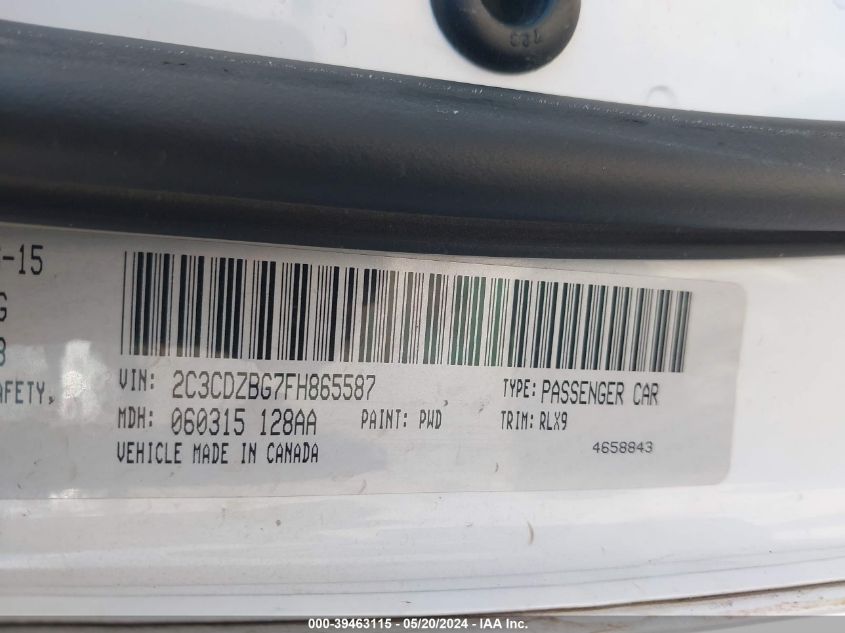 -15
G
8
AFETY,
VIN: 2C3CDZBG7FH865587 TYPE: PASSENGER CAR
MDH: 060315 128AA PAINT: PWD TRIM: RLX9
VEHICLE MADE IN CANADA 4658843
000-39463115 - 05/20/2024 - IAA Inc.